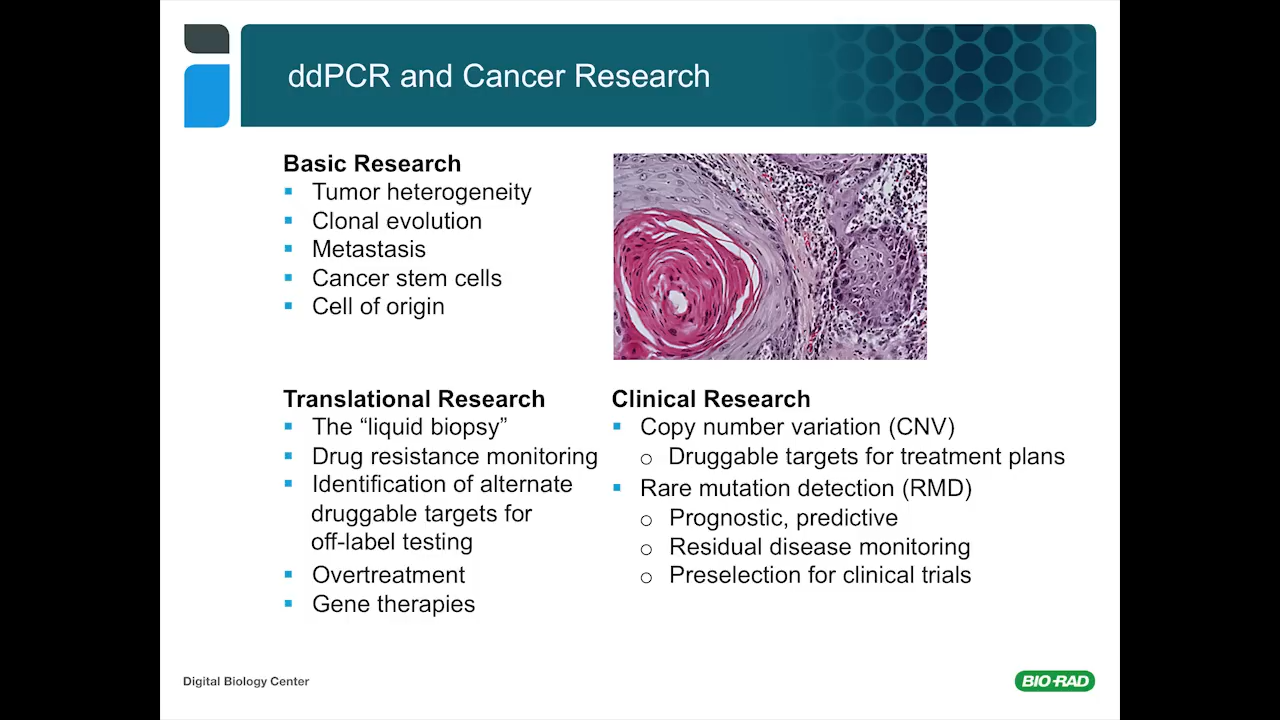 ddPCR and Cancer Research
Basic Research
Tumor heterogeneity
Clonal evolution
Metastasis
Cancer stem cells
Cell of origin
Translational Research
The “liquid biopsy”
Drug resistance monitoring
Identification of alternate
druggable targets for
off-label testing
Overtreatment
Gene therapies
Clinical Research
Copy number variation (CNV)
Druggable targets for treatment plans
Rare mutation detection (RMD)
Prognostic, predictive
Residual disease monitoring
Preselection for clinical trials
Digital Biology Center
BIO-RAD